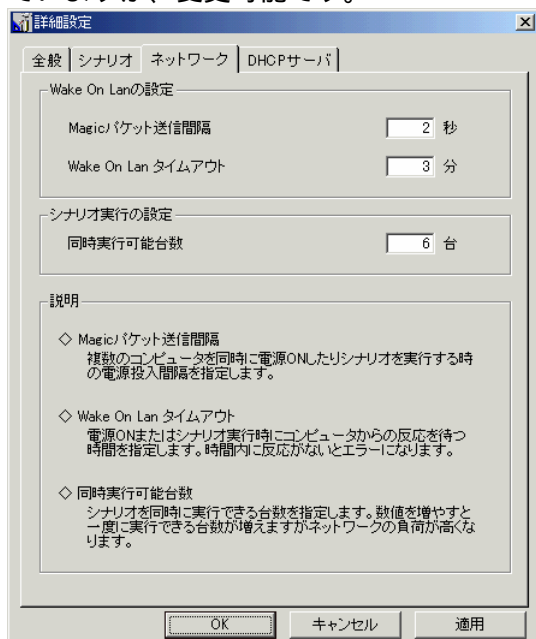 詳細設定
全般 シナリオ ネットワーク DHCPサーバ
Wake On Lanの設定
Magicパケット送信間隔 2 秒
Wake On Lan タイムアウト 3 分
シナリオ実行の設定
同時実行可能台数 6 台
説明
◇ Magicパケット送信間隔
複数のコンピュータを同時に電源ONしたりシナリオを実行する時
の電源投入間隔を指定します。
◇ Wake On Lan タイムアウト
電源ONまたはシナリオ実行時にコンピュータからの反応を待つ
時間を指定します。時間内に反応がないとエラーになります。
◇ 同時実行可能台数
シナリオを同時に実行できる台数を指定します。数値を増やすと
一度に実行できる台数が増えますがネットワークの負荷が高くな
ります。
OK キャンセル 適用